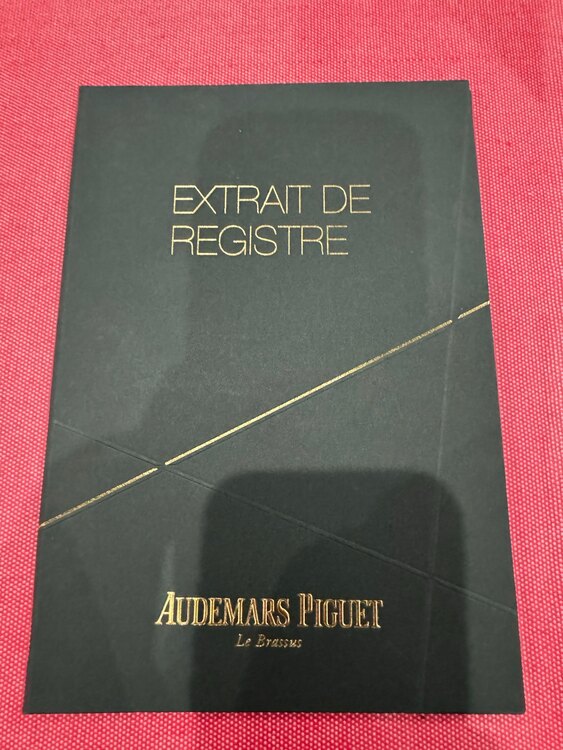 EXTRAIT DE
REGISTRE
AUDEMARS PIGUET
Le Brassus